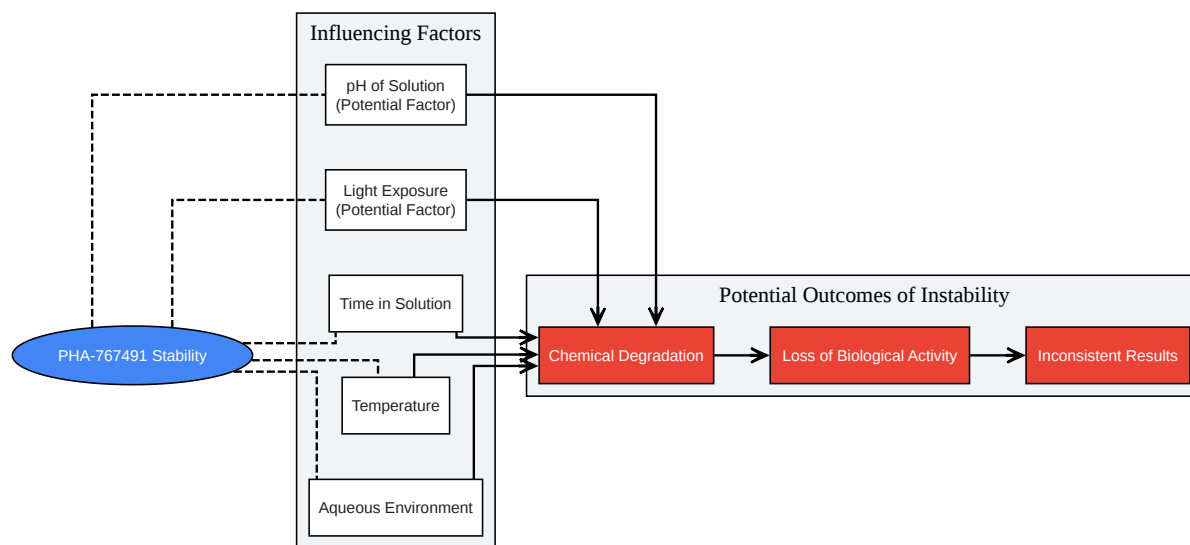 Influencing Factors
pH of Solution
(Potential Factor)
Light Exposure
(Potential Factor)
Time in Solution
Temperature
Aqueous Environment
PHA-767491 Stability
Potential Outcomes of Instability
Chemical Degradation
Loss of Biological Activity
Inconsistent Results